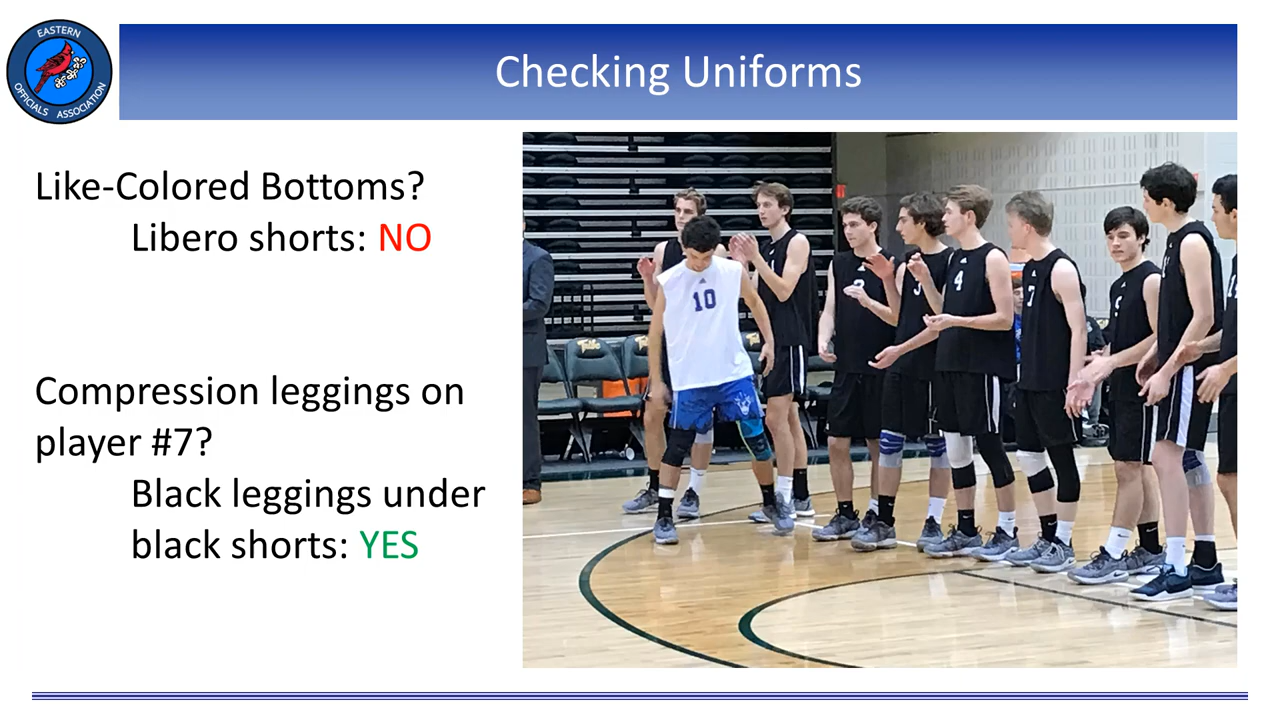 EASTERN
OFFICIALS ASSOCIATION
Checking Uniforms
Like-Colored Bottoms?
Libero shorts: NO
Compression leggings on
player #7?
Black leggings under
black shorts: YES
10
4
7